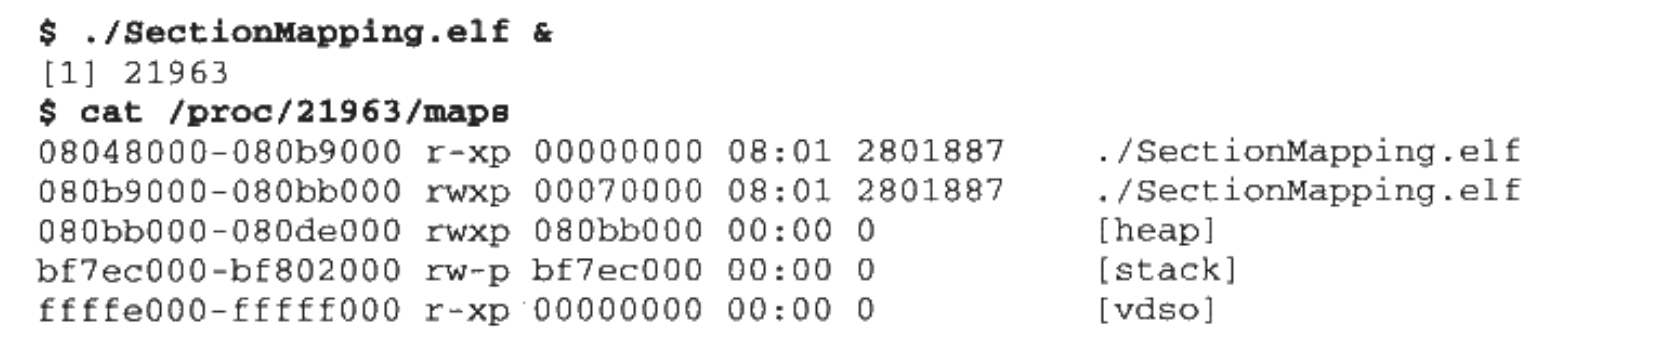 $ ./SectionMapping.elf &
[1] 21963
$ cat /proc/21963/maps
08048000-080b9000 r-xp 00000000 08:01 2801887 ./SectionMapping.elf
080b9000-080bb000 rwxp 00070000 08:01 2801887 ./SectionMapping.elf
080bb000-080de000 rwxp 080bb000 00:00 0 [heap]
bf7ec000-bf802000 rw-p bf7ec000 00:00 0 [stack]
ffffe000-fffff000 r-xp 00000000 00:00 0 [vdso]